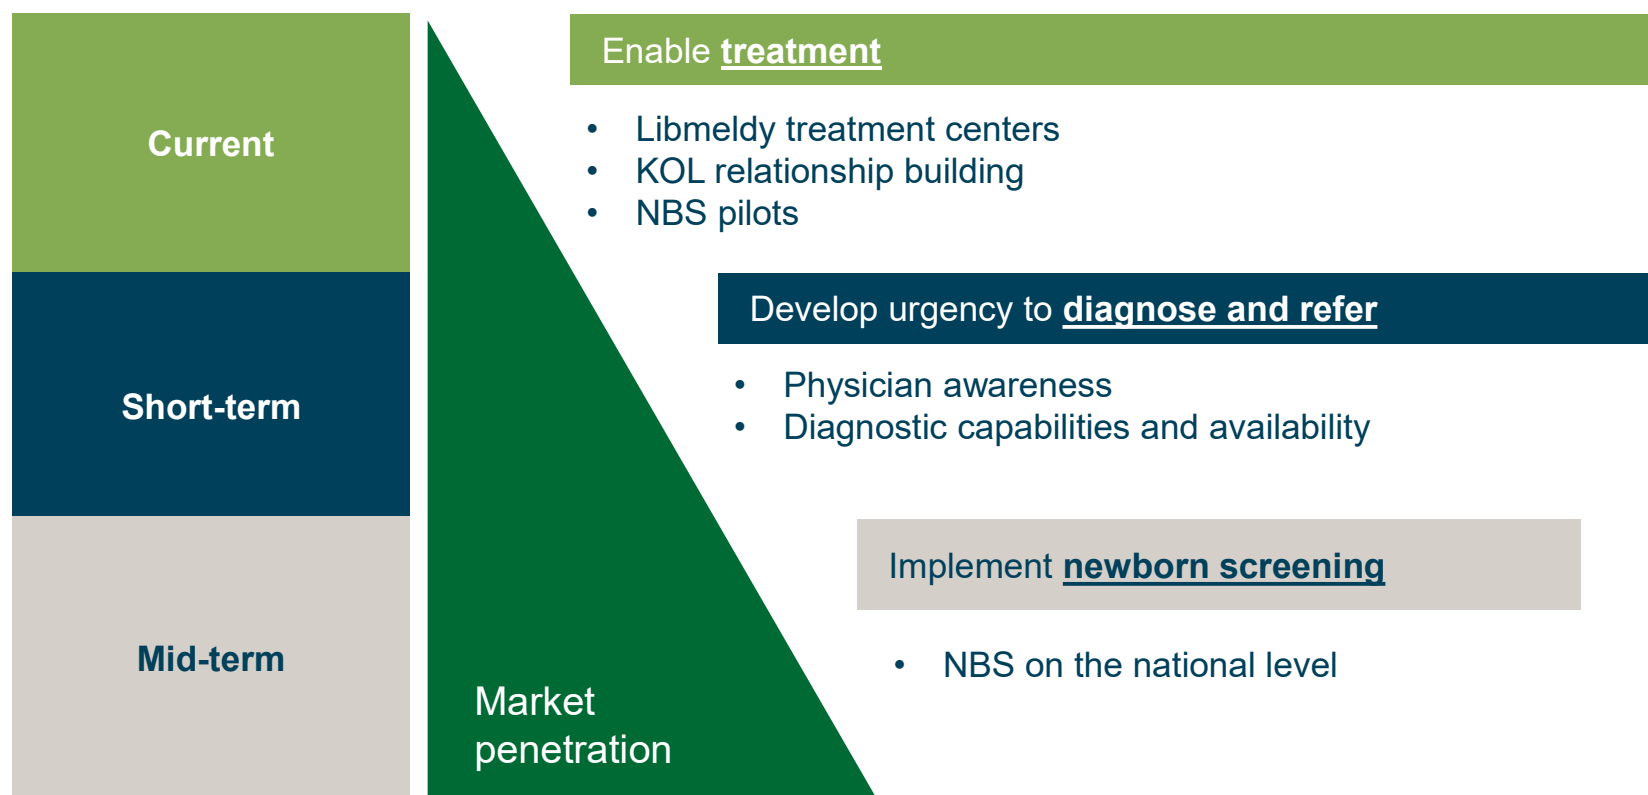 Current
Enable treatment
• Libmeldy treatment centers
• KOL relationship building
• NBS pilots
Short-term
Develop urgency to diagnose and refer
• Physician awareness
• Diagnostic capabilities and availability
Mid-term
Implement newborn screening
• NBS on the national level
Market
penetration